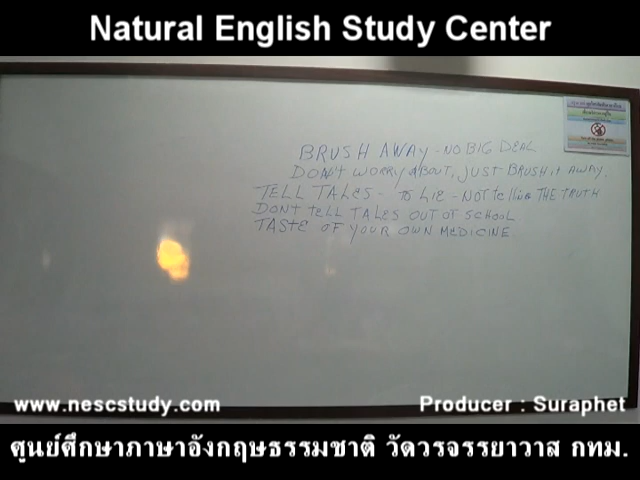 Natural English Study Center
BRUSH AWAY - NO BIG DEAL
DON'T WORRY ABOUT, JUST BRUSH it AWAY.
TELL TALES - TO LIE - NOT telling THE TRUTH
DONT tELL TALES OUT OF SCHOOL
TASTE OF YOUR OWN MEDICINE.
www.nescstudy.com
Producer : Suraphet
ศูนย์ศึกษาภาษาอังกฤษธรรมชาติ วัดวรจรรยาวาส กทม.